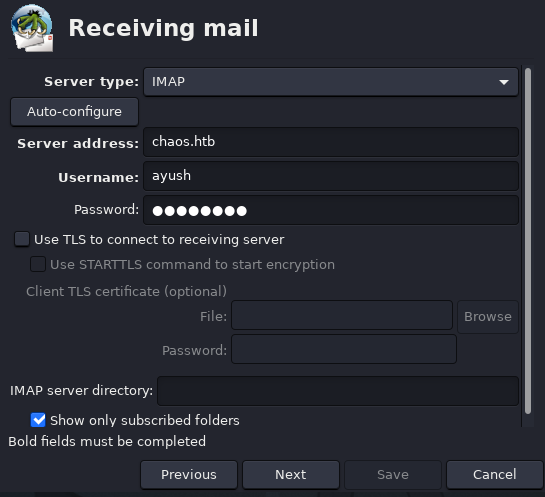 Receiving mail
Server type: IMAP
Auto-configure
Server address: chaos.htb
Username: ayush
Password: ●●●●●●●●
Use TLS to connect to receiving server
Use STARTTLS command to start encryption
Client TLS certificate (optional)
File: Browse
Password:
IMAP server directory:
Show only subscribed folders
Bold fields must be completed
Previous Next Save Cancel